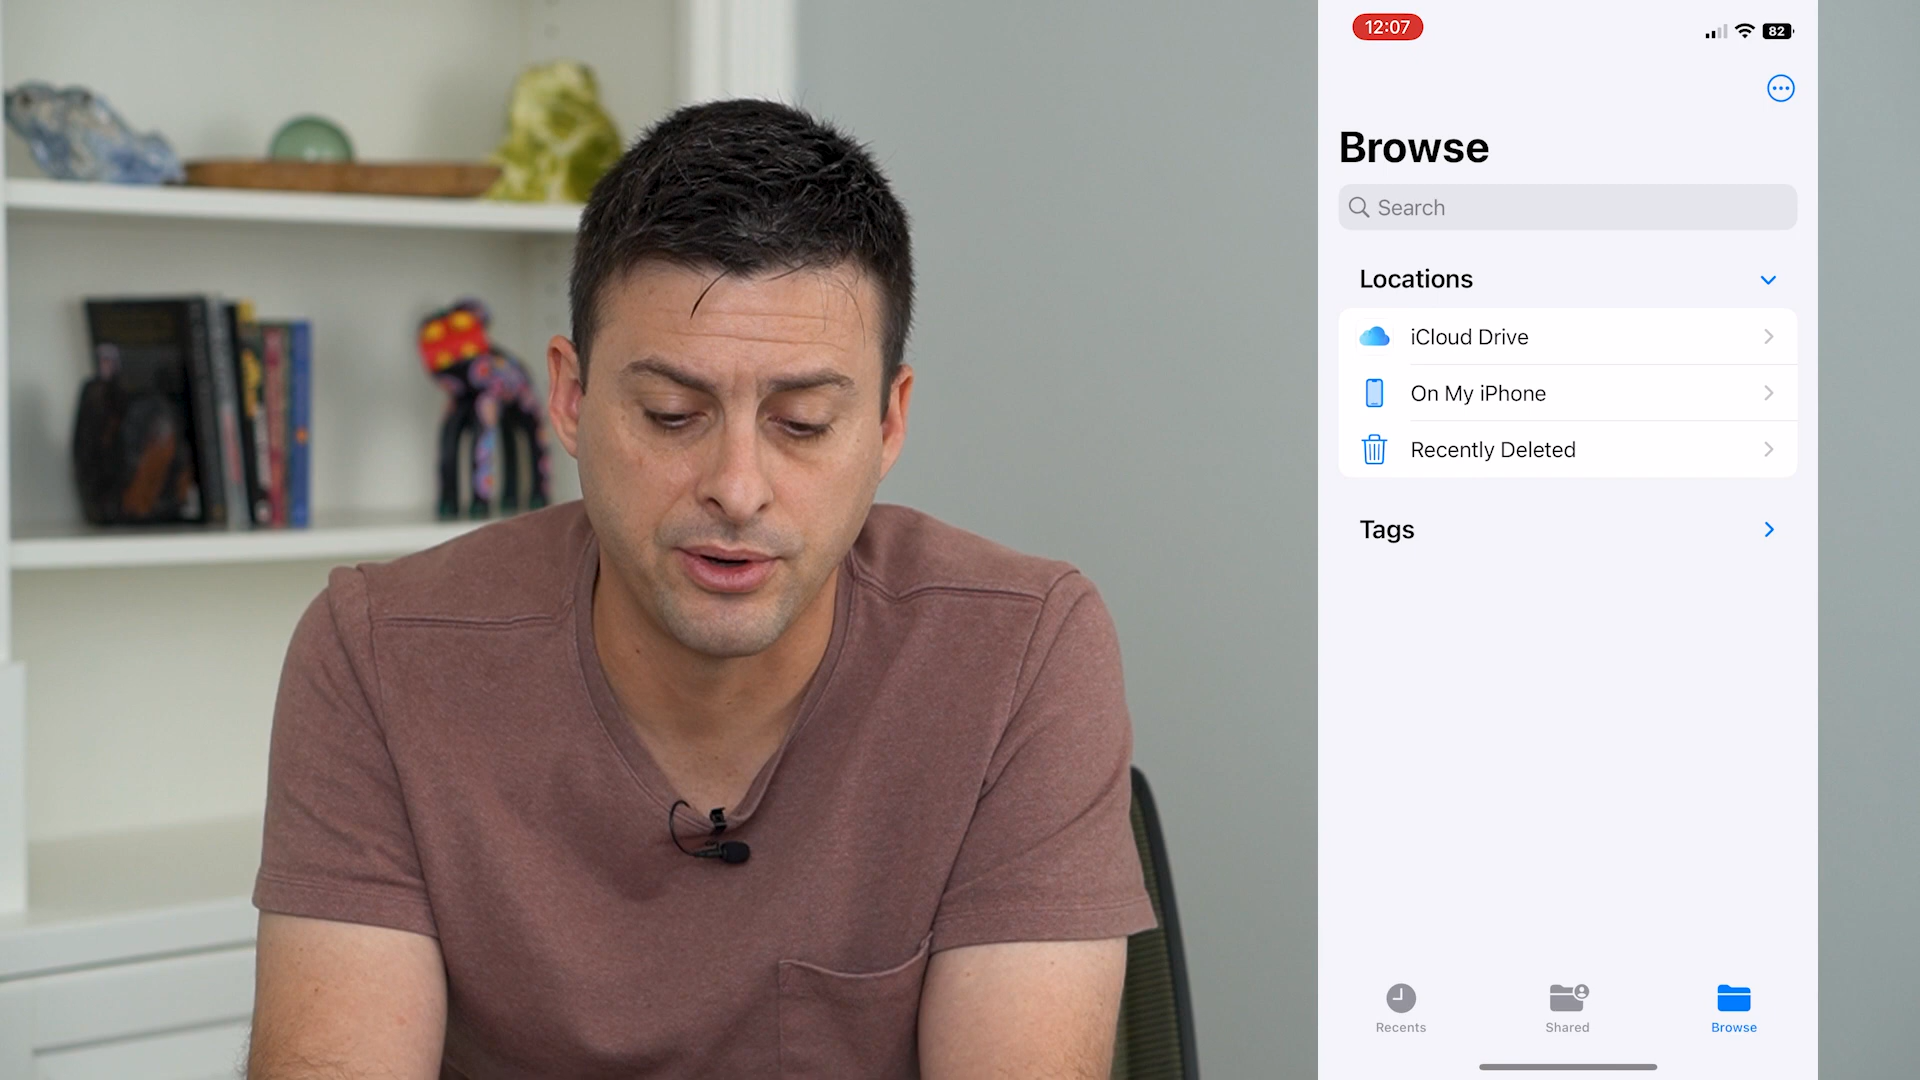 12:07
82
Browse
Search
Locations
iCloud Drive
On My iPhone
Recently Deleted
Tags
Recents
Shared
Browse